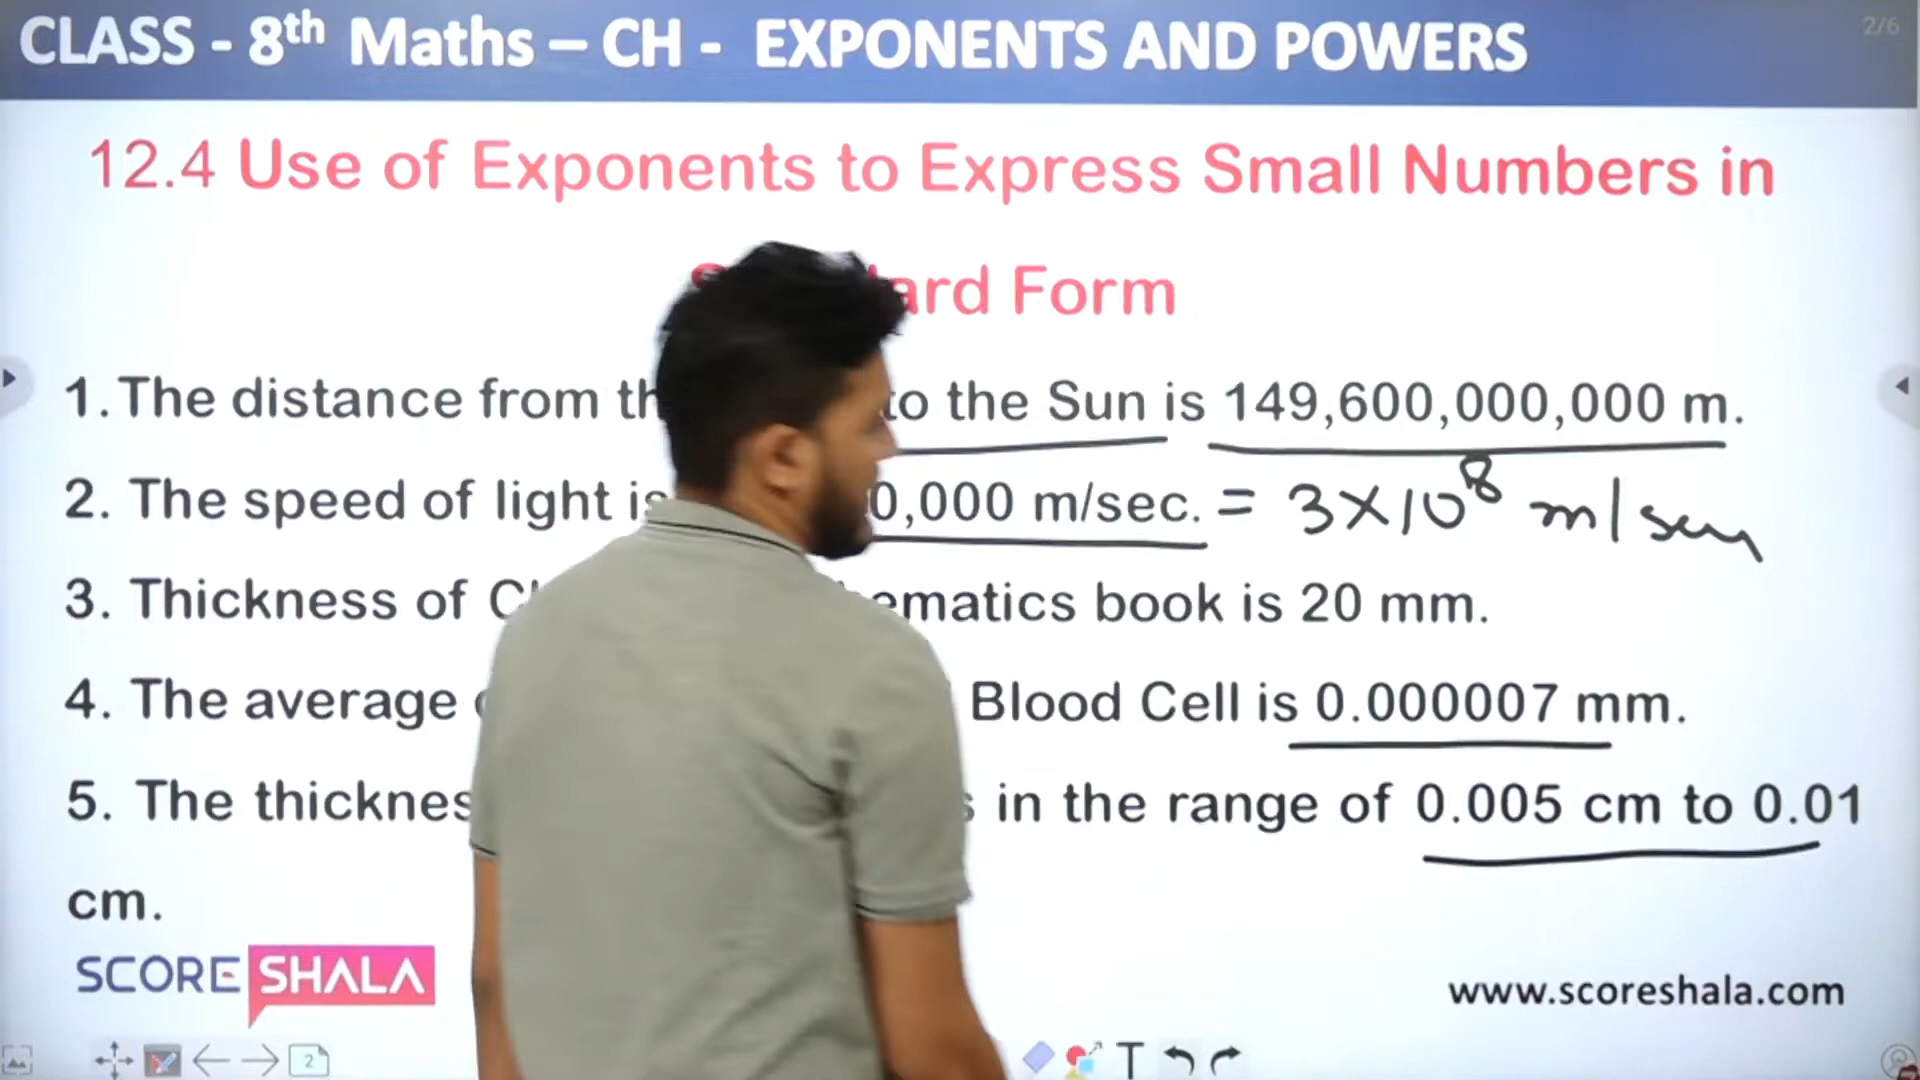 CLASS - 8th Maths – CH - EXPONENTS AND POWERS
2/6
12.4 Use of Exponents to Express Small Numbers in
ard Form
1. The distance from to the Sun is 149,600,000,000 m.
2. The speed of light is 0,000 m/sec. = 3×10⁸ m/sec
3. Thickness of ematics book is 20 mm.
4. The average Blood Cell is 0.000007 mm.
5. The in the range of 0.005 cm to 0.01
cm.
SCORE SHALA
www.scoreshala.com
2
T